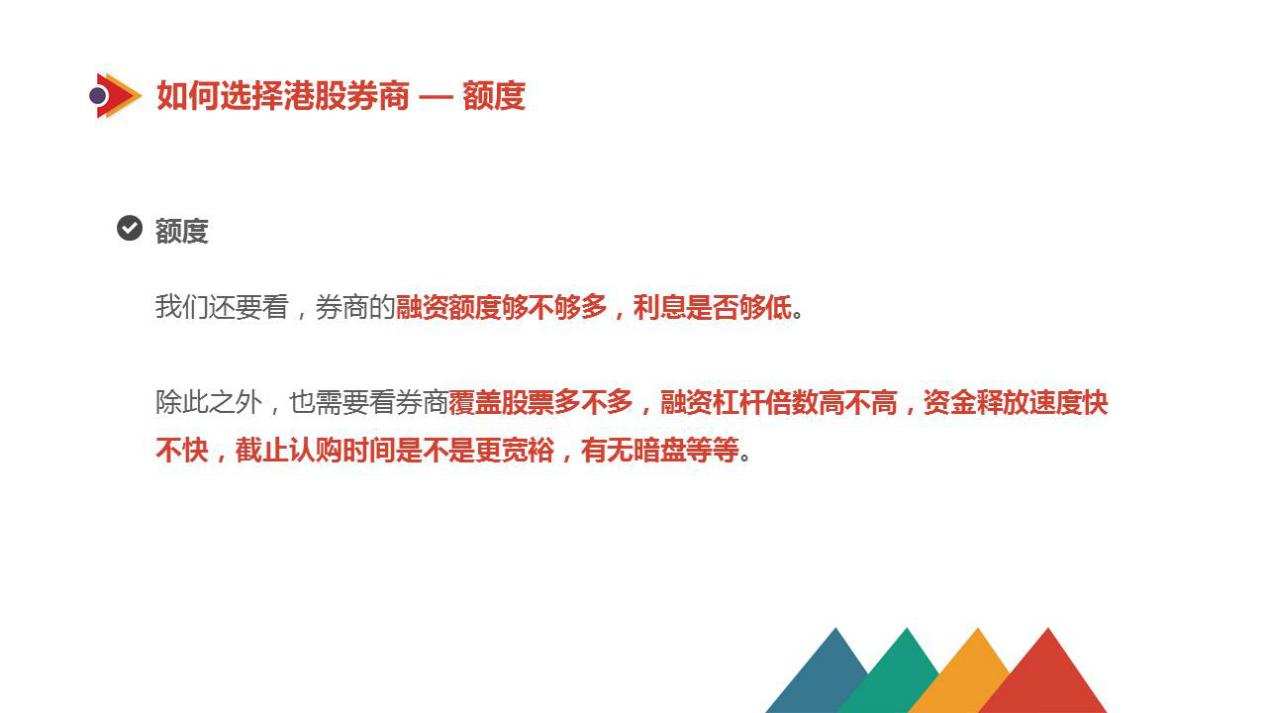 如何选择港股券商 — 额度
额度
我们还要看，券商的融资额度够不够多，利息是否够低。
除此之外，也需要看券商覆盖股票多不多，融资杠杆倍数高不高，资金释放速度快
不快，截止认购时间是不是更宽裕，有无暗盘等等。